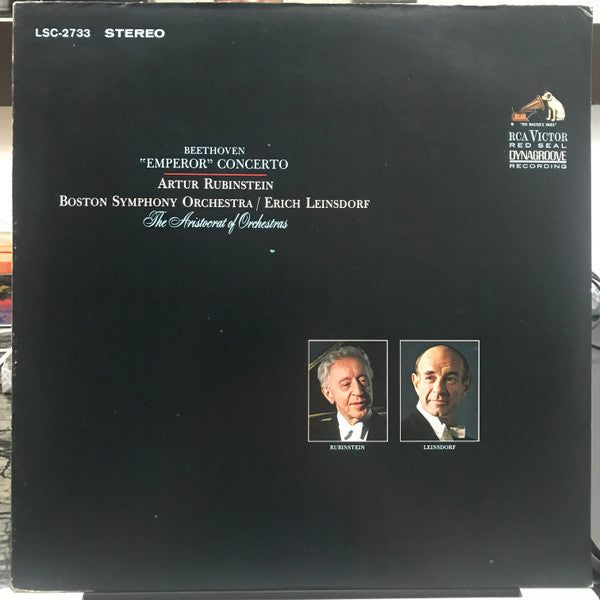 LSC-2733 STEREO
"HIS MASTER'S VOICE"
RCA VICTOR
RED SEAL
DYNAGROOVE
RECORDING
BEETHOVEN
"EMPEROR" CONCERTO
ARTUR RUBINSTEIN
BOSTON SYMPHONY ORCHESTRA / ERICH LEINSDORF
The Aristocrat of Orchestras
RUBINSTEIN
LEINSDORF